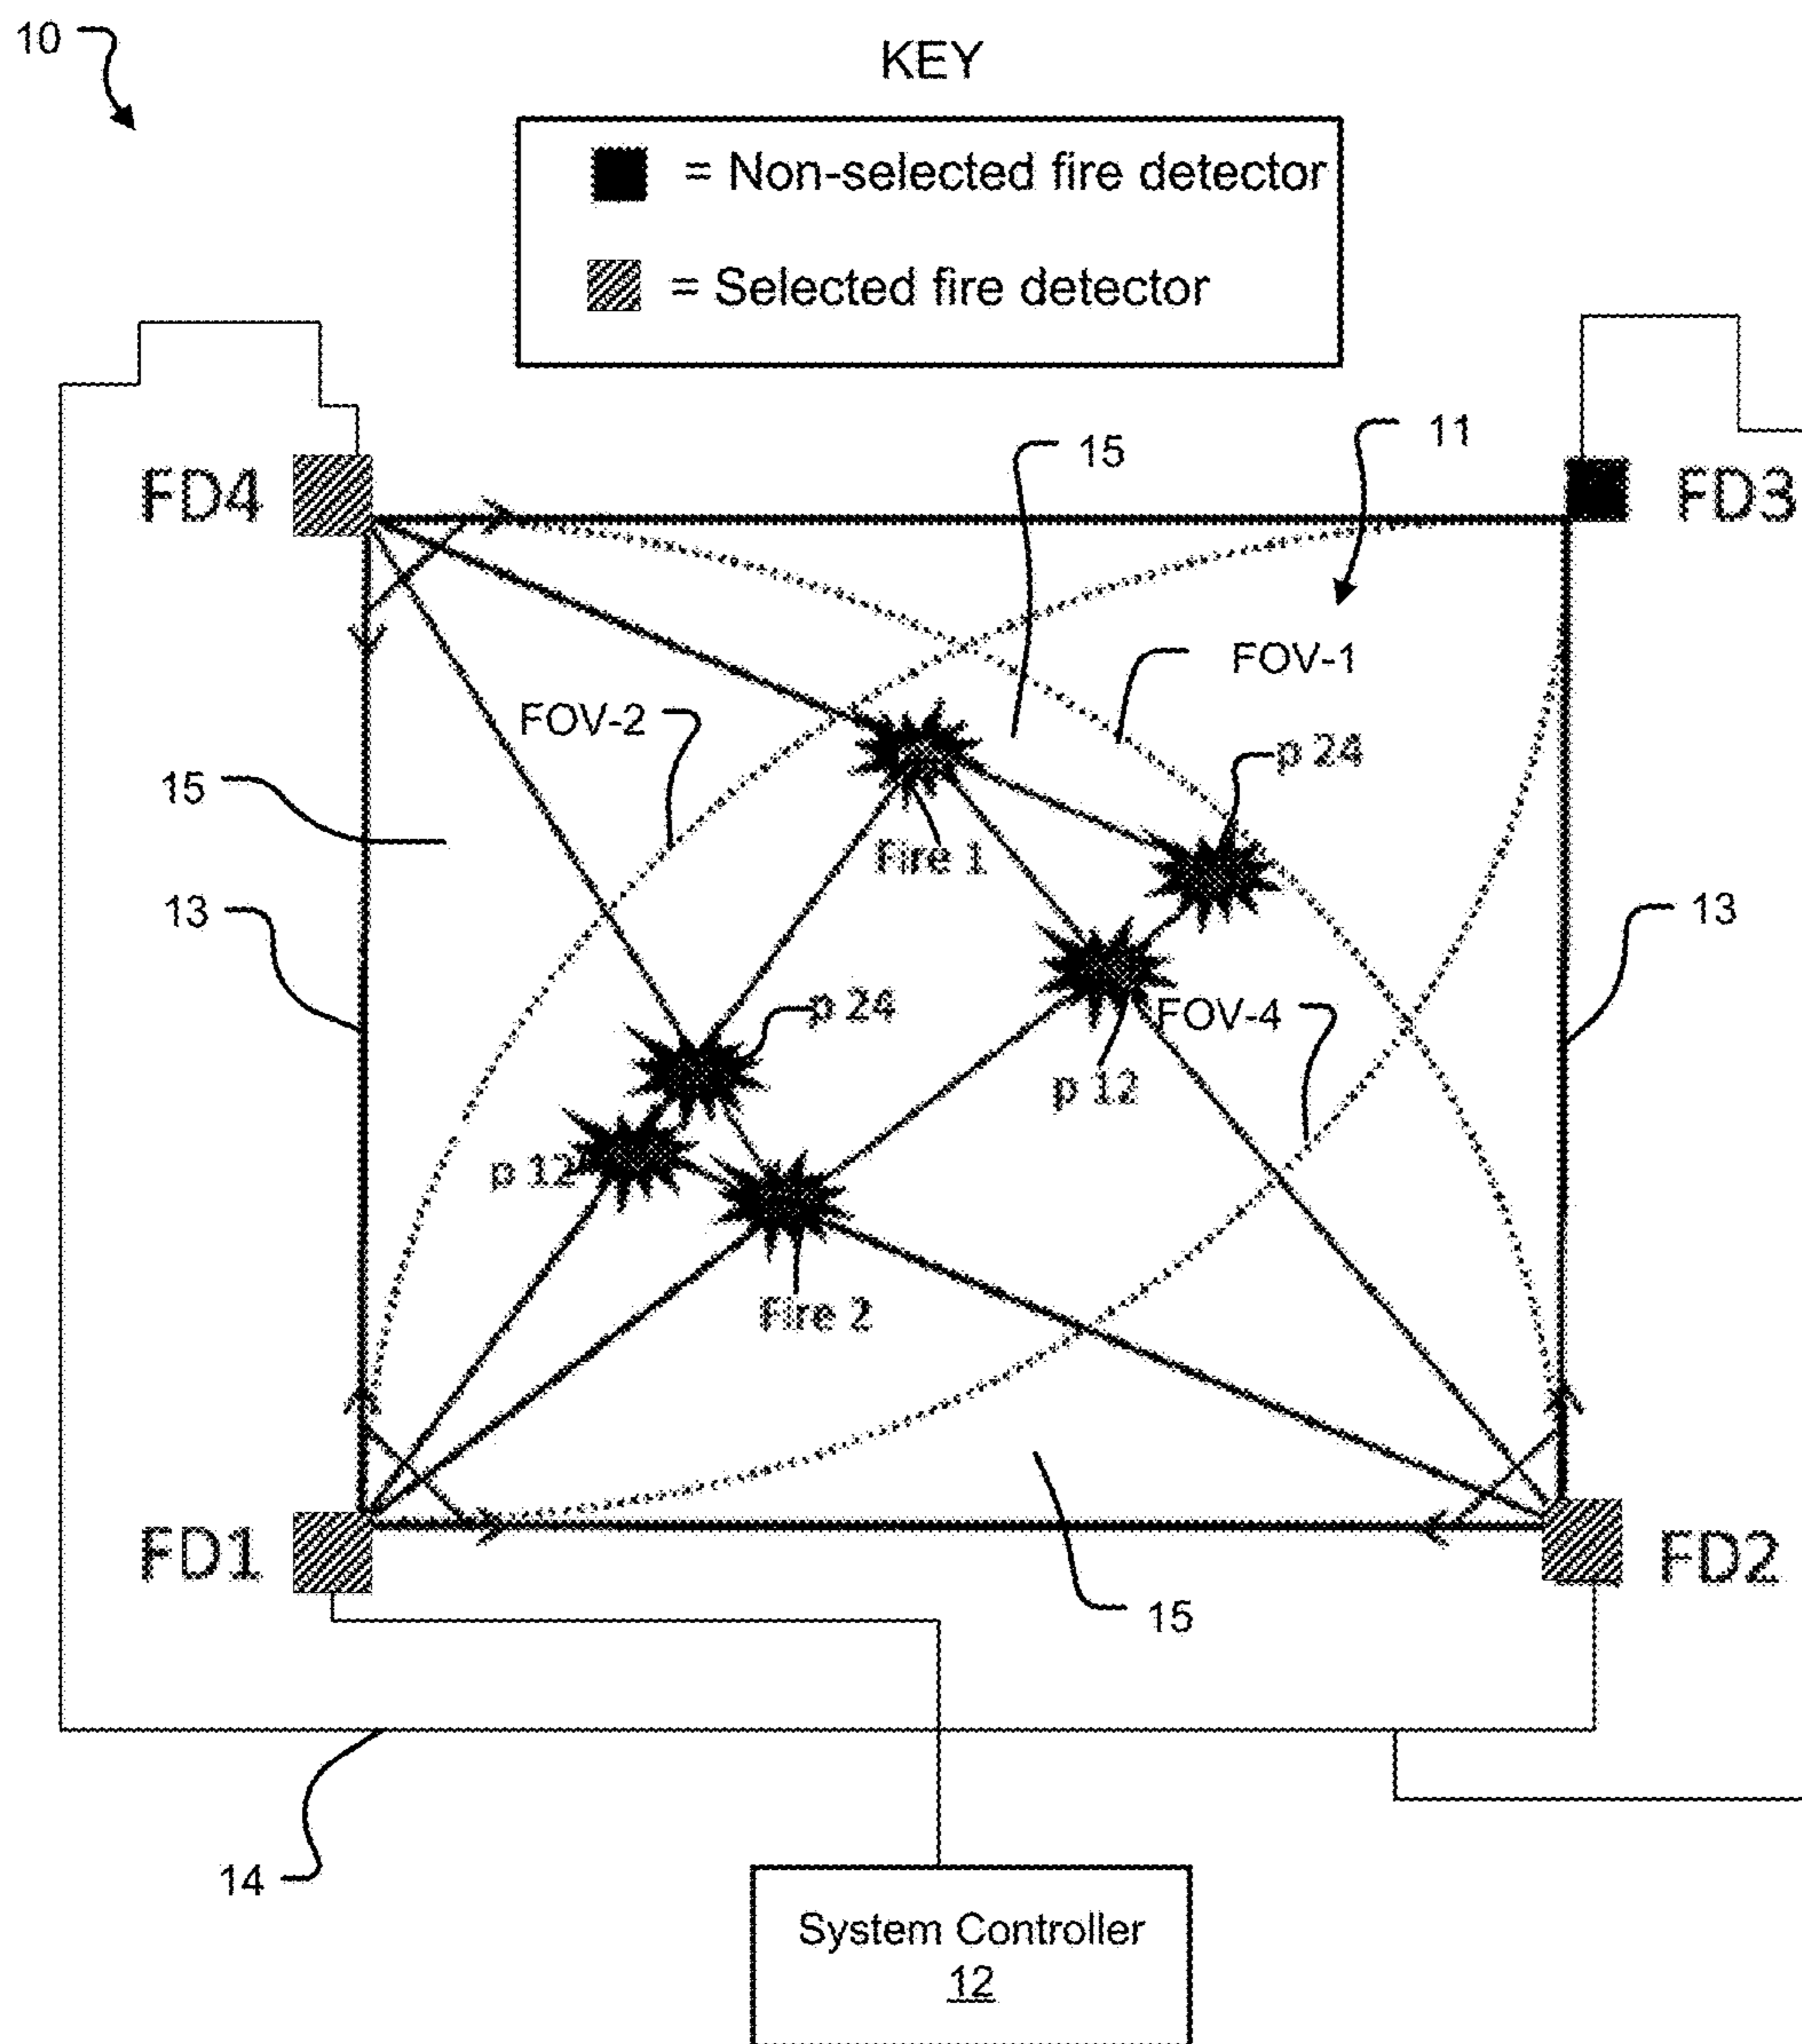 10
KEY
= Non-selected fire detector
= Selected fire detector
11
15
FD4
FD3
FOV-1
FOV-2
p 24
15
Fire 1
13
13
p 24
FOV-4
p 12
p 12
Fire 2
FD1
FD2
15
14
System Controller
12